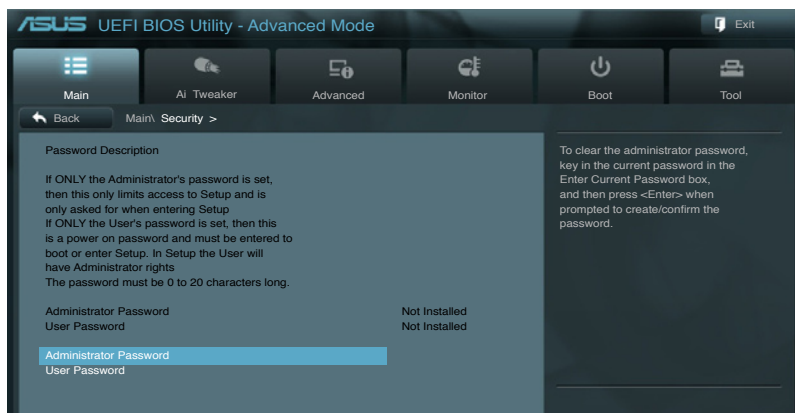 ASUS UEFI BIOS Utility - Advanced Mode
Exit
Main
Ai Tweaker
Advanced
Monitor
Boot
Tool
Back
Main\ Security >
Password Description
If ONLY the Administrator's password is set,
then this only limits access to Setup and is
only asked for when entering Setup
If ONLY the User's password is set, then this
is a power on password and must be entered to
boot or enter Setup. In Setup the User will
have Administrator rights
The password must be 0 to 20 characters long.
Administrator Password Not Installed
User Password Not Installed
Administrator Password
User Password
To clear the administrator password,
key in the current password in the
Enter Current Password box,
and then press <Enter> when
prompted to create/confirm the
password.